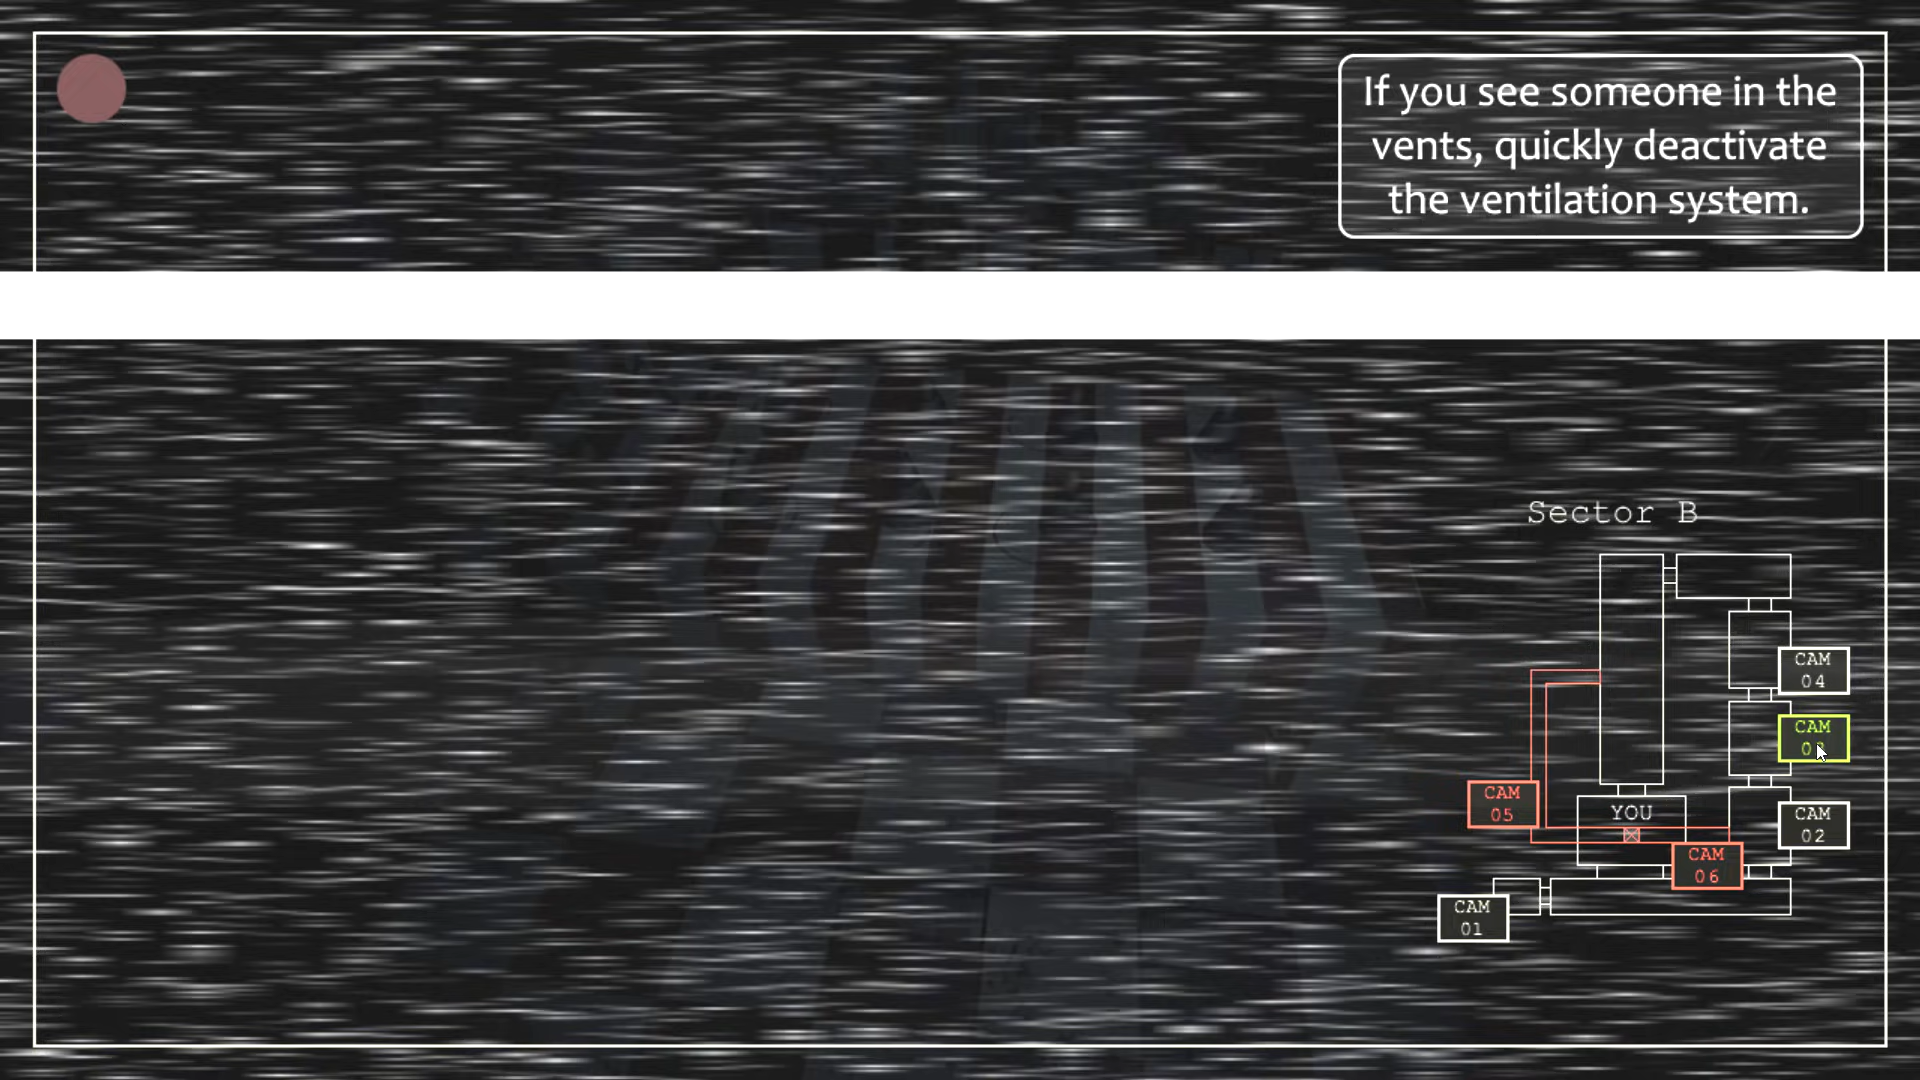 If you see someone in the
vents, quickly deactivate
the ventilation system.
Sector B
CAM
04
CAM
CAM
05
YOU
CAM
02
CAM
06
CAM
01